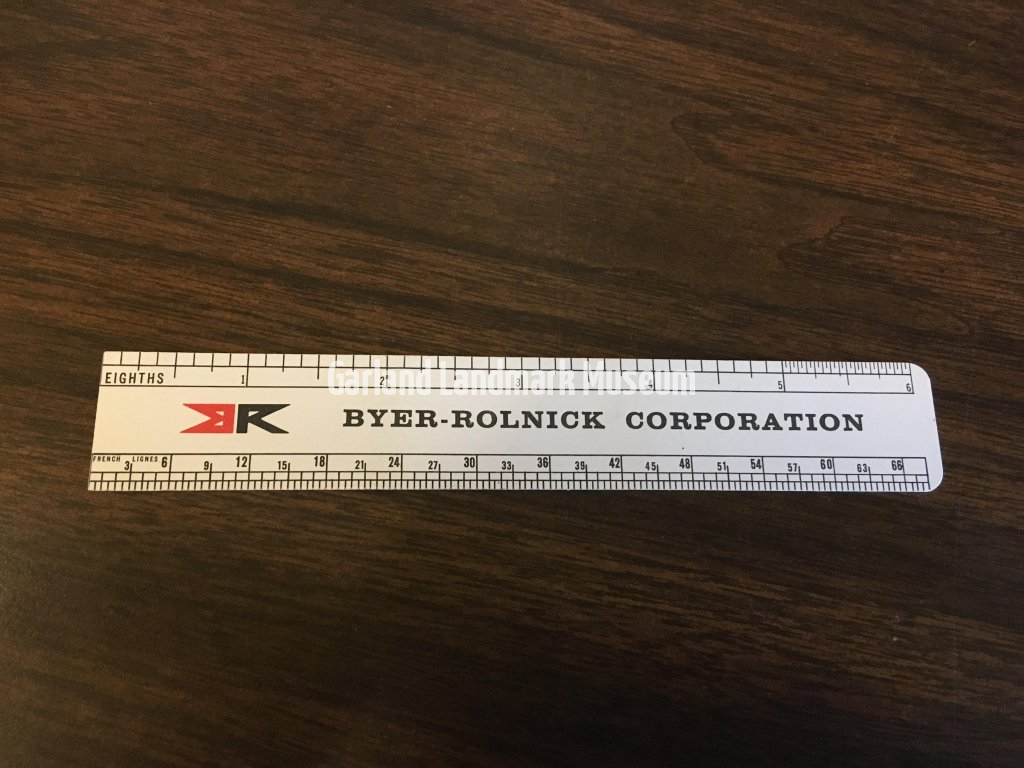 EIGHTHS 1 2 3 4 5 6
Garland Landmark Museum
BR BYER-ROLNICK CORPORATION
FRENCH LIGNES
3 6 9 12 15 18 21 24 27 30 33 36 39 42 45 48 51 54 57 60 63 66